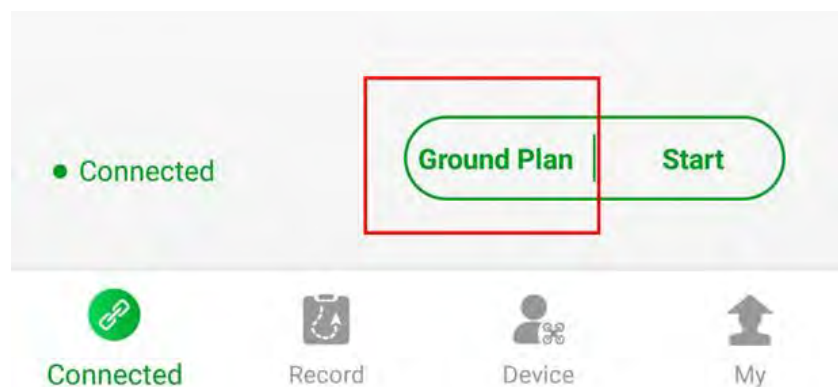 Connected
Ground Plan
Start
Connected
Record
Device
My